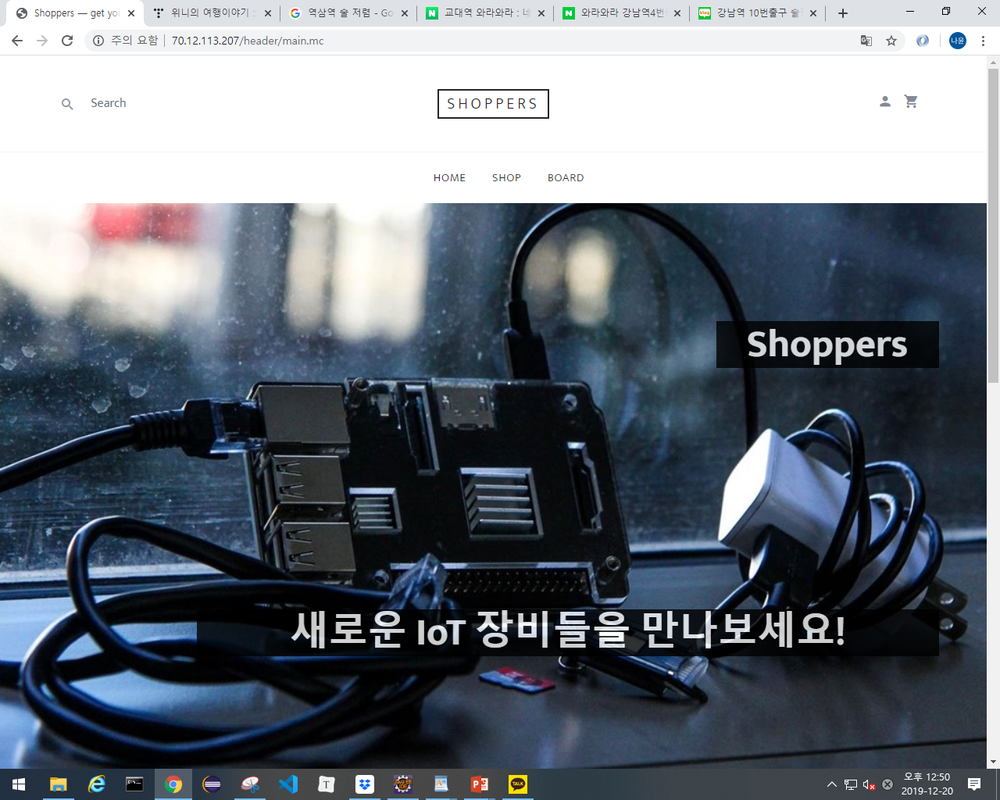 Shoppers — get yo
위니의 여행이야기 :
역삼역 술 저렴 - Go
교대역 와라와라 : 네
와라와라 강남역4번
강남역 10번출구 술
주의 요함
70.12.113.207/header/main.mc
나윤
Search
SHOPPERS
HOME SHOP BOARD
Shoppers
새로운 IoT 장비들을 만나보세요!
오후 12:50
2019-12-20